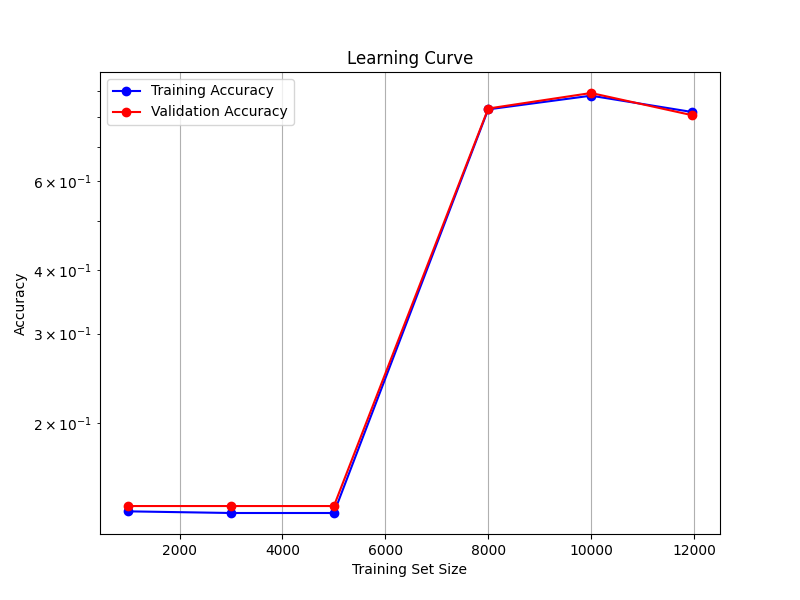 Learning Curve
Training Accuracy
Validation Accuracy
6 × 10⁻¹
4 × 10⁻¹
3 × 10⁻¹
2 × 10⁻¹
Accuracy
2000 4000 6000 8000 10000 12000
Training Set Size